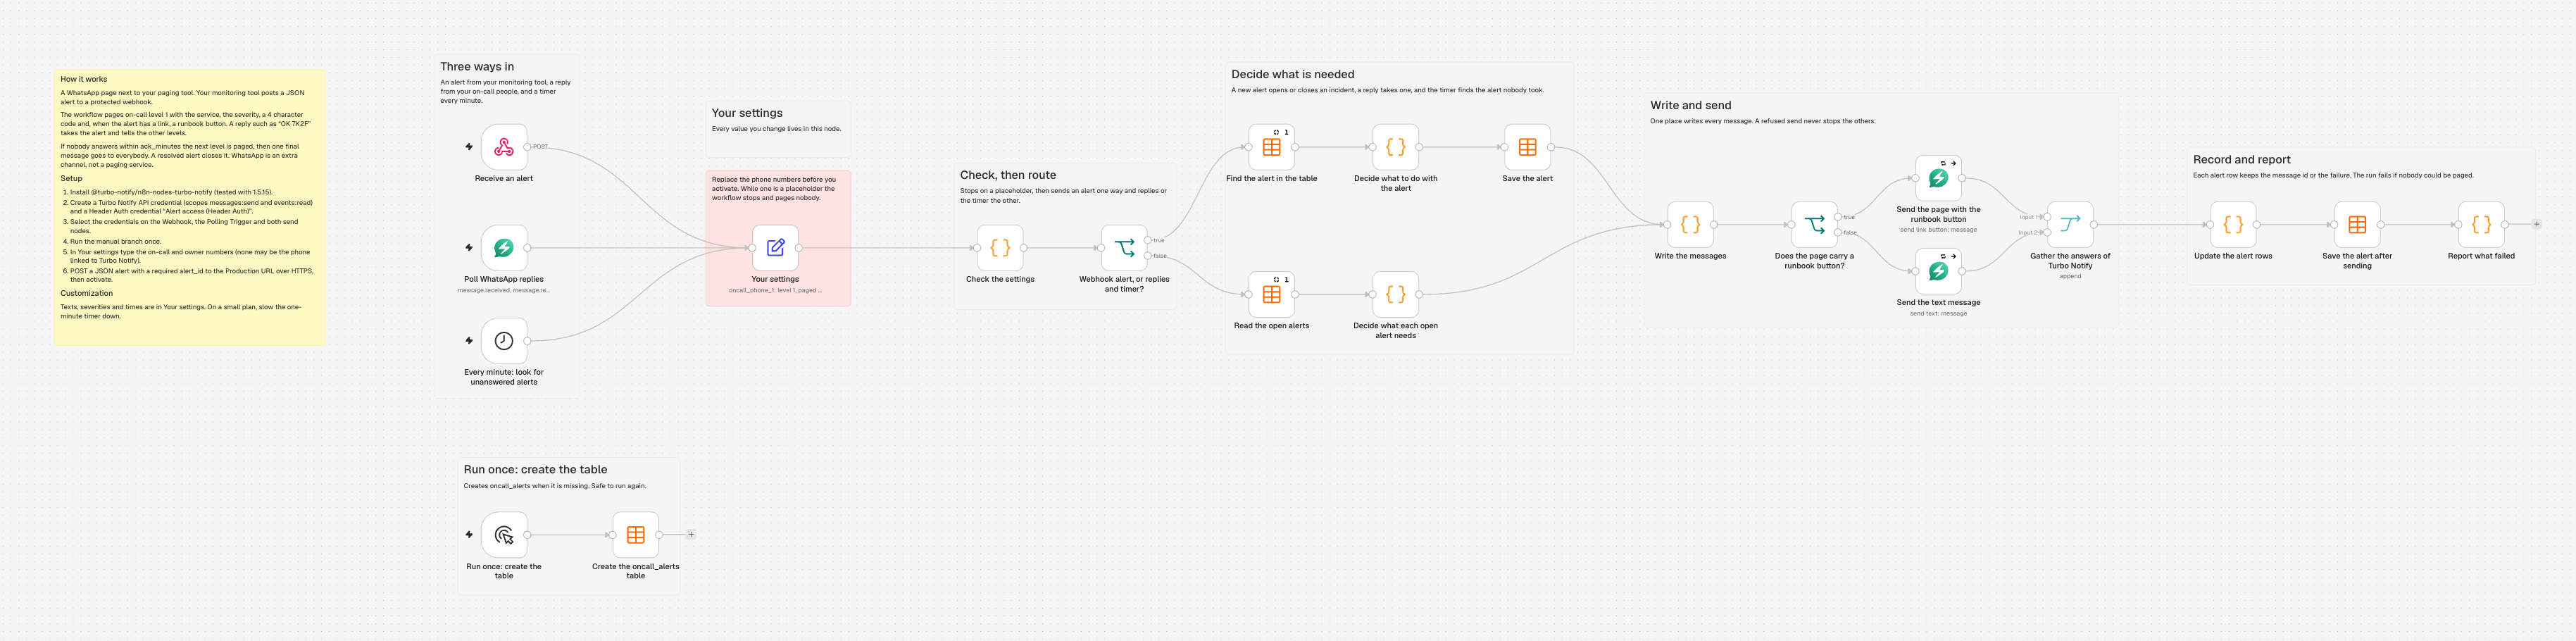 How it works
A WhatsApp page next to your paging tool. Your monitoring tool posts a JSON
alert to a protected webhook.
The workflow pages on-call level 1 with the service, the severity, a 4 character
code and, when the alert has a link, a runbook button. A reply such as "OK 7K2F"
takes the alert and tells the other levels.
If nobody answers within ack_minutes the next level is paged, then one final
message goes to everybody. A resolved alert closes it. WhatsApp is an extra
channel, not a paging service.
Setup
1. Install @turbo-notify/n8n-nodes-turbo-notify (tested with 1.5.15).
2. Create a Turbo Notify API credential (scopes messages:send and events:read)
and a Header Auth credential "Alert access (Header Auth)".
3. Select the credentials on the Webhook, the Polling Trigger and both send
nodes.
4. Run the manual branch once.
5. In Your settings type the on-call and owner numbers (none may be the phone
linked to Turbo Notify).
6. POST a JSON alert with a required alert_id to the Production URL over HTTPS,
then activate.
Customization
Texts, severities and times are in Your settings. On a small plan, slow the one-
minute timer down.
Three ways in
An alert from your monitoring tool, a reply
from your on-call people, and a timer
every minute.
POST
Receive an alert
Poll WhatsApp replies
message.received, message.re...
Every minute: look for
unanswered alerts
Your settings
Every value you change lives in this node.
Replace the phone numbers before you
activate. While one is a placeholder the
workflow stops and pages nobody.
Your settings
oncall_phone_1: level 1, paged ...
Check, then route
Stops on a placeholder, then sends an alert one way and replies or
the timer the other.
Check the settings
true
false
Webhook alert, or replies
and timer?
Decide what is needed
A new alert opens or closes an incident, a reply takes one, and the timer finds the alert nobody took.
1
Find the alert in the table
Decide what to do with
the alert
Save the alert
1
Read the open alerts
Decide what each open
alert needs
Write and send
One place writes every message. A refused send never stops the others.
Write the messages
true
false
Does the page carry a
runbook button?
Send the page with the
runbook button
send link button: message
Send the text message
send text: message
Input 1
Input 2
Gather the answers of
Turbo Notify
append
Record and report
Each alert row keeps the message id or the failure. The run fails if nobody could be paged.
Update the alert rows
Save the alert after
sending
Report what failed
Run once: create the table
Creates oncall_alerts when it is missing. Safe to run again.
Run once: create the
table
Create the oncall_alerts
table